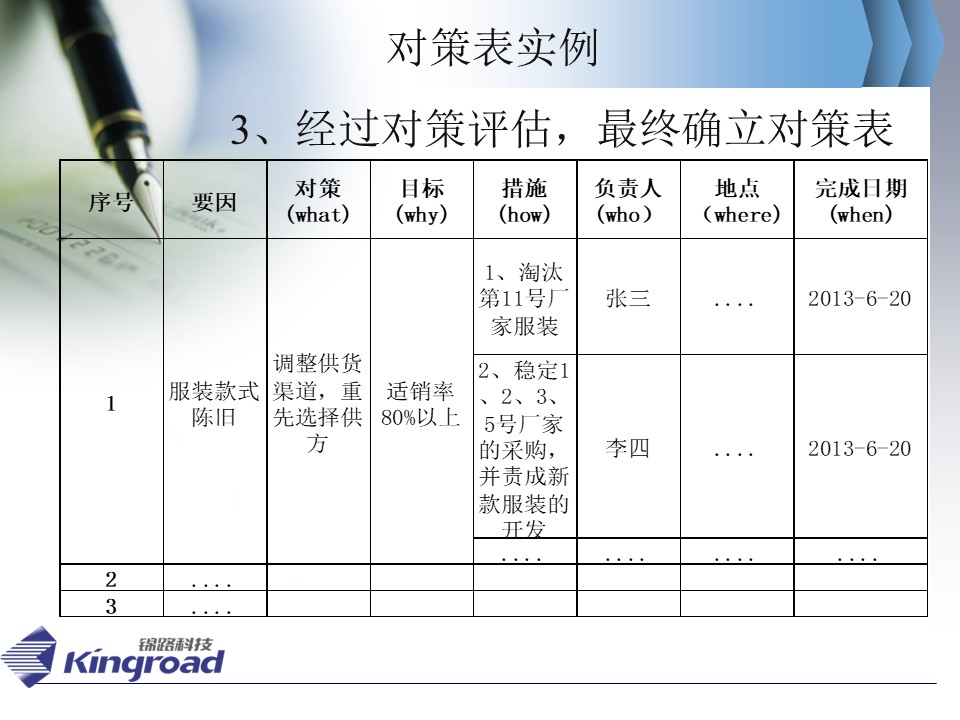 对策表实例
3、经过对策评估，最终确立对策表
序号 要因 对策 目标 措施 负责人 地点 完成日期
(what) (why) (how) (who） （where) (when)
1 服装款式陈旧 调整供货渠道，重先选择供方 适销率80%以上
1、淘汰
第11号厂
家服装
张三 .... 2013-6-20
2、稳定1
、2、3、
5号厂家
的采购，
并责成新
款服装的
开发
李四 .... 2013-6-20
.... .... .... ....
2 ....
3 ....
锦路科技
Kingroad